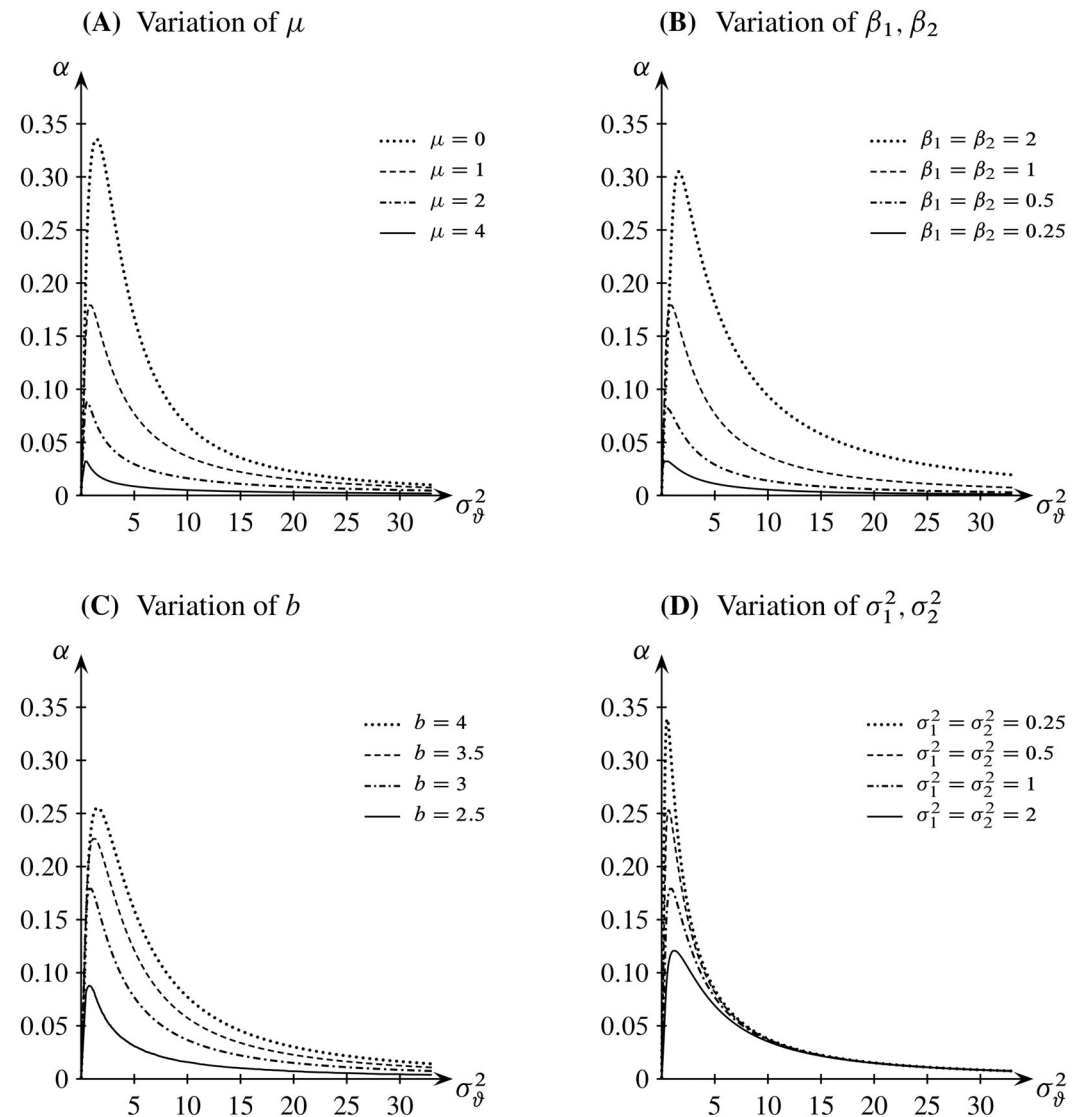 (A) Variation of μ
α
0.35
0.30
0.25
0.20
0.15
0.10
0.05
0
μ = 0
μ = 1
μ = 2
μ = 4
5 10 15 20 25 30
σ²_ϑ
(B) Variation of β₁, β₂
α
0.35
0.30
0.25
0.20
0.15
0.10
0.05
0
β₁ = β₂ = 2
β₁ = β₂ = 1
β₁ = β₂ = 0.5
β₁ = β₂ = 0.25
5 10 15 20 25 30
σ²_ϑ
(C) Variation of b
α
0.35
0.30
0.25
0.20
0.15
0.10
0.05
0
b = 4
b = 3.5
b = 3
b = 2.5
5 10 15 20 25 30
σ²_ϑ
(D) Variation of σ₁², σ₂²
α
0.35
0.30
0.25
0.20
0.15
0.10
0.05
0
σ₁² = σ₂² = 0.25
σ₁² = σ₂² = 0.5
σ₁² = σ₂² = 1
σ₁² = σ₂² = 2
5 10 15 20 25 30
σ²_ϑ